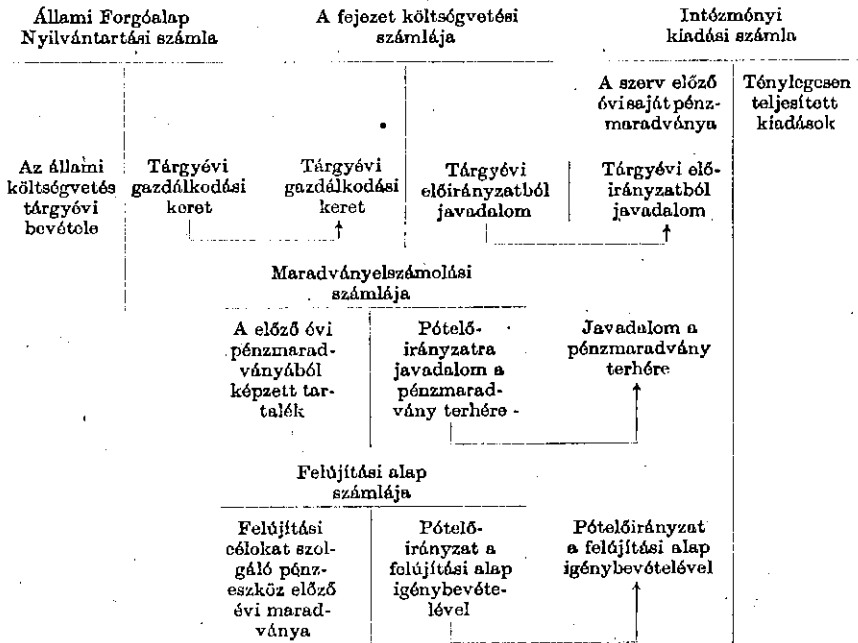 Állami Forgóalap
Nyilvántartási számla
A fejezet költségvetési
számlája
Intézményi
kiadási számla
A szerv előző
évi saját pénz-
maradványa
Ténylegesen
teljesített
kiadások
Az állami
költségvetés
tárgyévi
bevétele
Tárgyévi
gazdálkodási
keret
Tárgyévi
gazdálkodási
keret
Tárgyévi
előirányzatból
javadalom
Tárgyévi elő-
irányzatból
javadalom
Maradványelszámolási
számlája
A előző évi
pénzmarad-
ványából
képzett tar-
talék
Pótelő-
irányzatra
javadalom a
pénzmarad-
vány terhére -
Javadalom a
pénzmaradvány
terhére
Felújítási alap
számlája
Felújítási
célokat szol-
gáló pénz-
eszköz előző
évi marad-
ványa
Pótelő-
irányzat a
felújítási alap
igénybevéte-
lével
Pótelőirányzat
a felújítási alap
igénybevételével